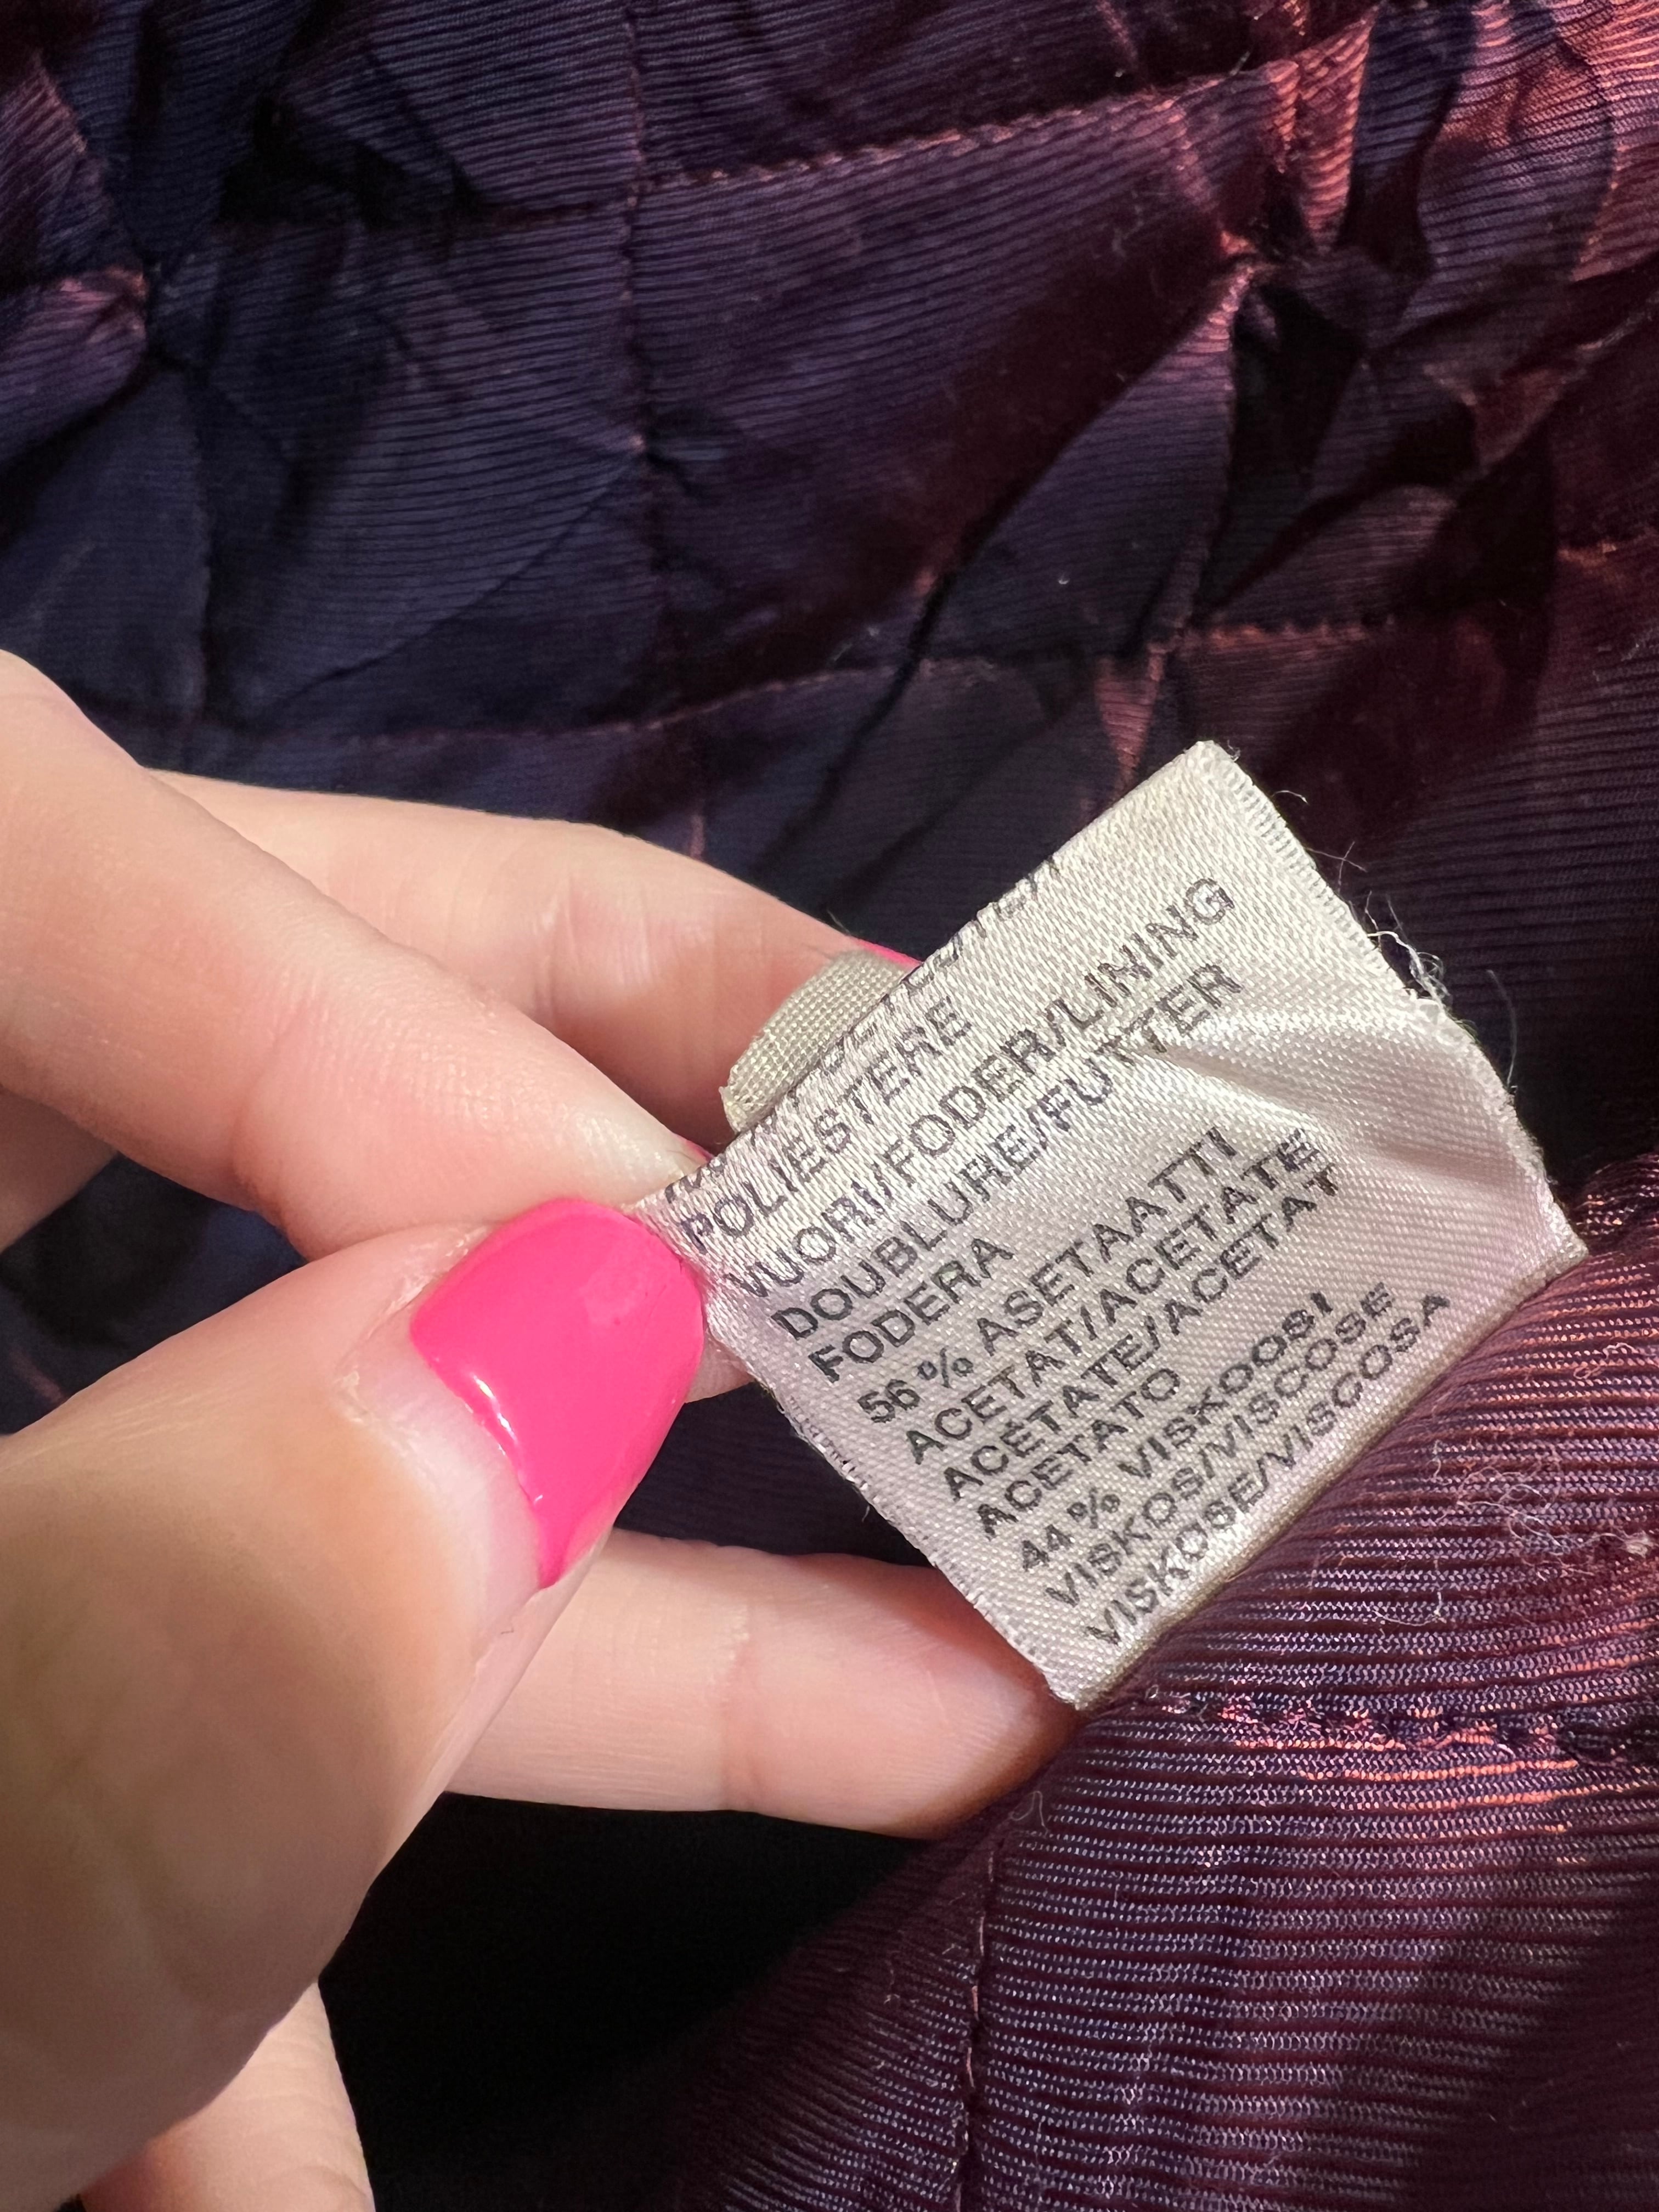 POLIESTERE
VUORI/FODER/LINING
DOUBLURE/FUTTER
FODERA
56 % ASETAATTI
ACETAT/ACETATE
ACÉTATE/ACETAT
ACETATO
44 % VISKOOSI
VISKOS/VISCOSE
VISKOSE/VISCOSA